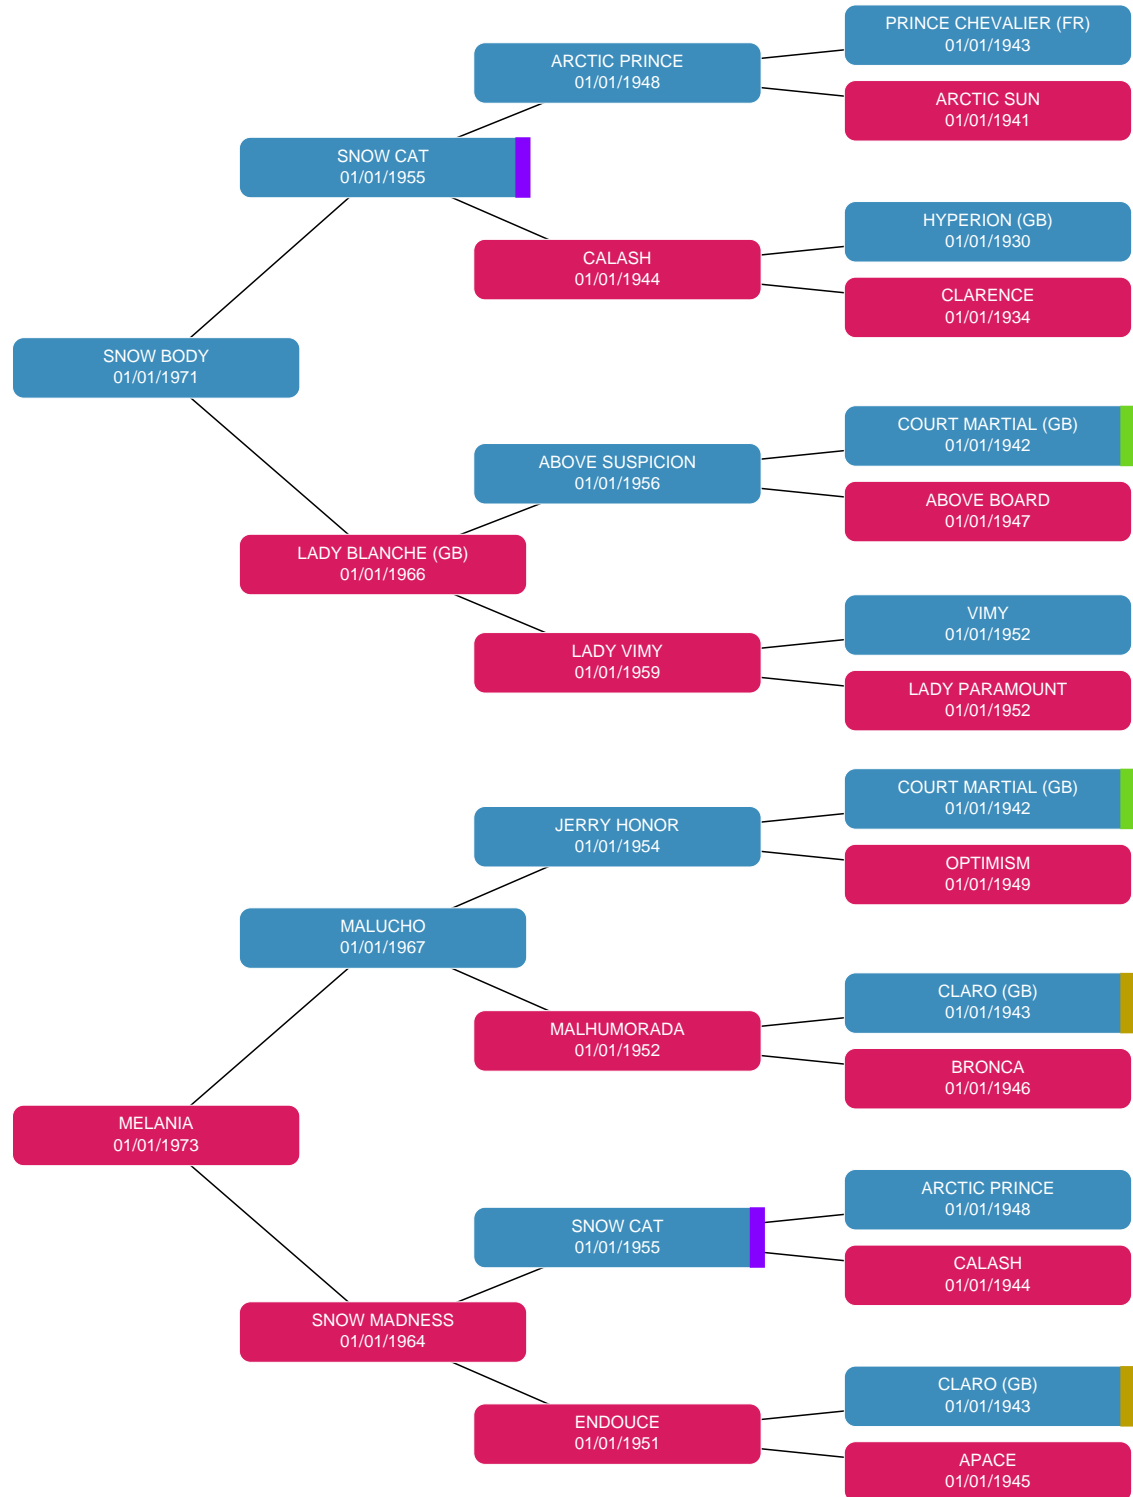 PRINCE CHEVALIER (FR)
01/01/1943
ARCTIC PRINCE
01/01/1948
ARCTIC SUN
01/01/1941
SNOW CAT
01/01/1955
HYPERION (GB)
01/01/1930
CALASH
01/01/1944
CLARENCE
01/01/1934
SNOW BODY
01/01/1971
COURT MARTIAL (GB)
01/01/1942
ABOVE SUSPICION
01/01/1956
ABOVE BOARD
01/01/1947
LADY BLANCHE (GB)
01/01/1966
VIMY
01/01/1952
LADY VIMY
01/01/1959
LADY PARAMOUNT
01/01/1952
COURT MARTIAL (GB)
01/01/1942
JERRY HONOR
01/01/1954
OPTIMISM
01/01/1949
MALUCHO
01/01/1967
CLARO (GB)
01/01/1943
MALHUMORADA
01/01/1952
BRONCA
01/01/1946
MELANIA
01/01/1973
ARCTIC PRINCE
01/01/1948
SNOW CAT
01/01/1955
CALASH
01/01/1944
SNOW MADNESS
01/01/1964
CLARO (GB)
01/01/1943
ENDOUCE
01/01/1951
APACE
01/01/1945